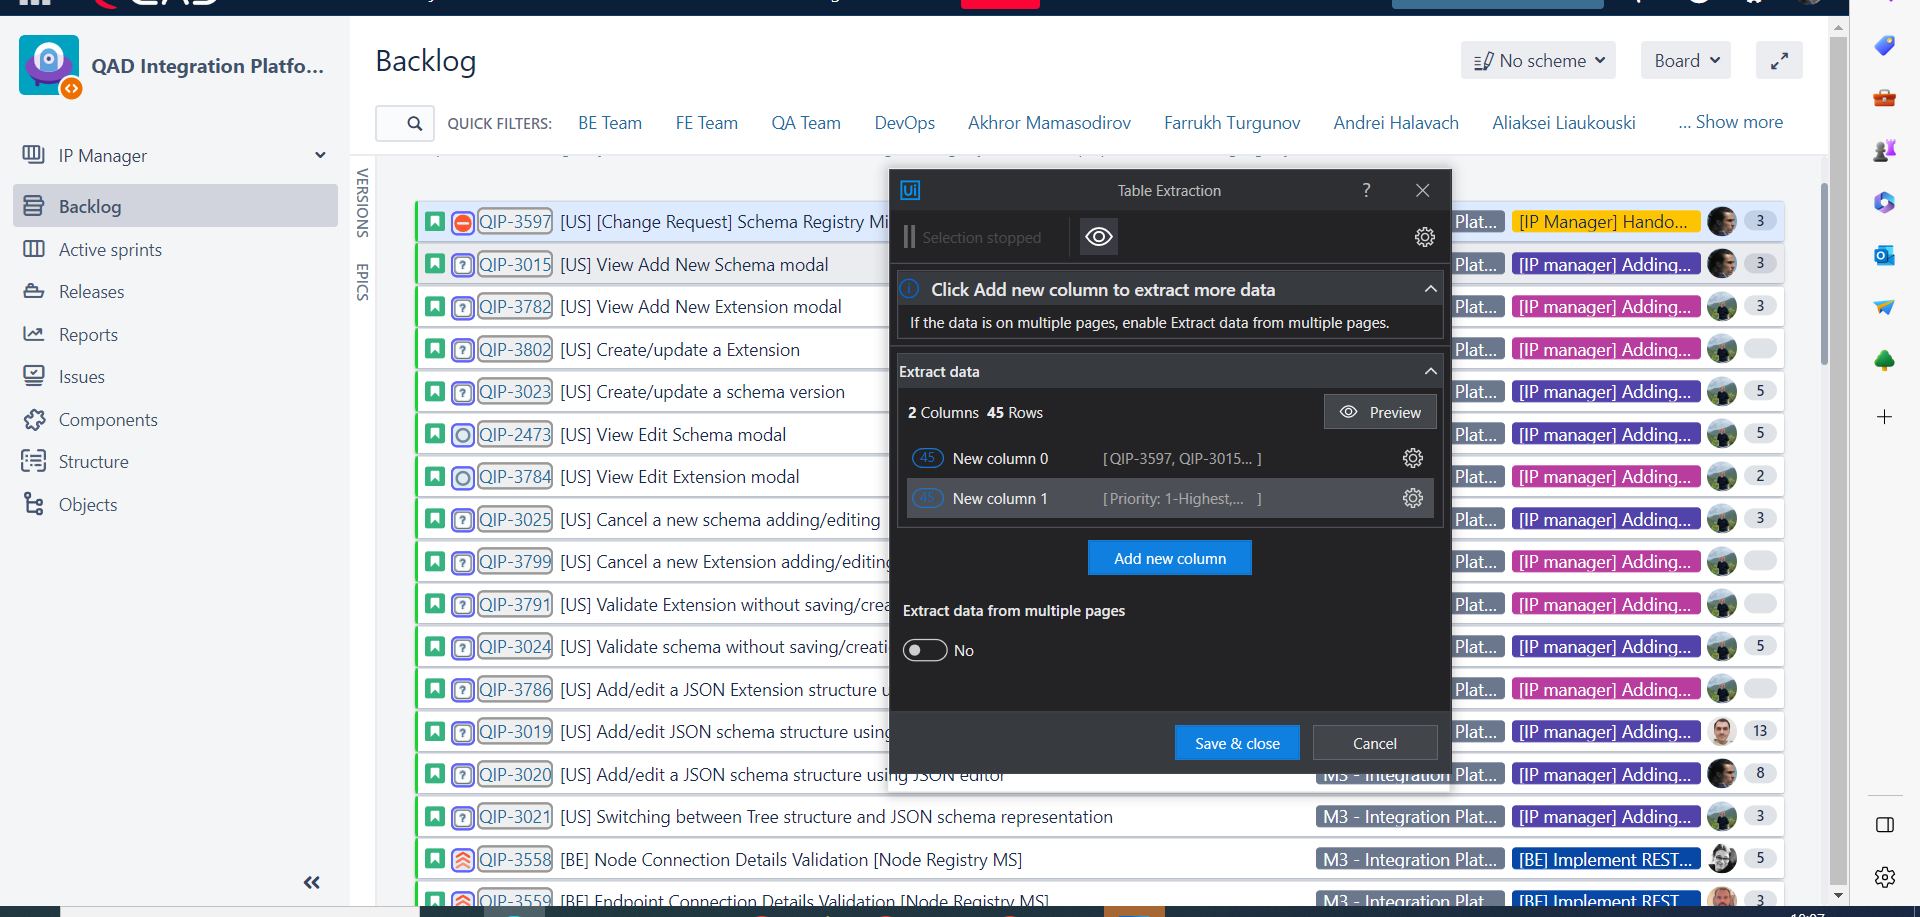 QAD Integration Platfo...
Backlog
No scheme
Board
QUICK FILTERS:
BE Team
FE Team
QA Team
DevOps
Akhror Mamasodirov
Farrukh Turgunov
Andrei Halavach
Aliaksei Liaukouski
... Show more
IP Manager
Backlog
Active sprints
Releases
Reports
Issues
Components
Structure
Objects
VERSIONS
EPICS
QIP-3597 [US] [Change Request] Schema Registry Mi
Plat... [IP Manager] Hando... 3
QIP-3015 [US] View Add New Schema modal
Plat... [IP manager] Adding... 3
QIP-3782 [US] View Add New Extension modal
Plat... [IP manager] Adding... 3
QIP-3802 [US] Create/update a Extension
Plat... [IP manager] Adding...
QIP-3023 [US] Create/update a schema version
Plat... [IP manager] Adding... 5
QIP-2473 [US] View Edit Schema modal
Plat... [IP manager] Adding... 5
QIP-3784 [US] View Edit Extension modal
Plat... [IP manager] Adding... 2
QIP-3025 [US] Cancel a new schema adding/editing
Plat... [IP manager] Adding... 3
QIP-3799 [US] Cancel a new Extension adding/editing
Plat... [IP manager] Adding...
QIP-3791 [US] Validate Extension without saving/crea
Plat... [IP manager] Adding...
QIP-3024 [US] Validate schema without saving/creati
Plat... [IP manager] Adding... 5
QIP-3786 [US] Add/edit a JSON Extension structure u
Plat... [IP manager] Adding...
QIP-3019 [US] Add/edit JSON schema structure using
Plat... [IP manager] Adding... 13
QIP-3020 [US] Add/edit a JSON schema structure using JSON editor
M3 - Integration Plat... [IP manager] Adding... 8
QIP-3021 [US] Switching between Tree structure and JSON schema representation
M3 - Integration Plat... [IP manager] Adding... 3
QIP-3558 [BE] Node Connection Details Validation [Node Registry MS]
M3 - Integration Plat... [BE] Implement REST... 5
QIP-3559 [BE] Endpoint Connection Details Validation [Node Registry MS]
M3 - Integration Plat... [BE] Implement REST... 3
Ui
Table Extraction
?
Selection stopped
Click Add new column to extract more data
If the data is on multiple pages, enable Extract data from multiple pages.
Extract data
2 Columns 45 Rows
Preview
45 New column 0 [ QIP-3597, QIP-3015... ]
45 New column 1 [ Priority: 1-Highest,... ]
Add new column
Extract data from multiple pages
No
Save & close
Cancel